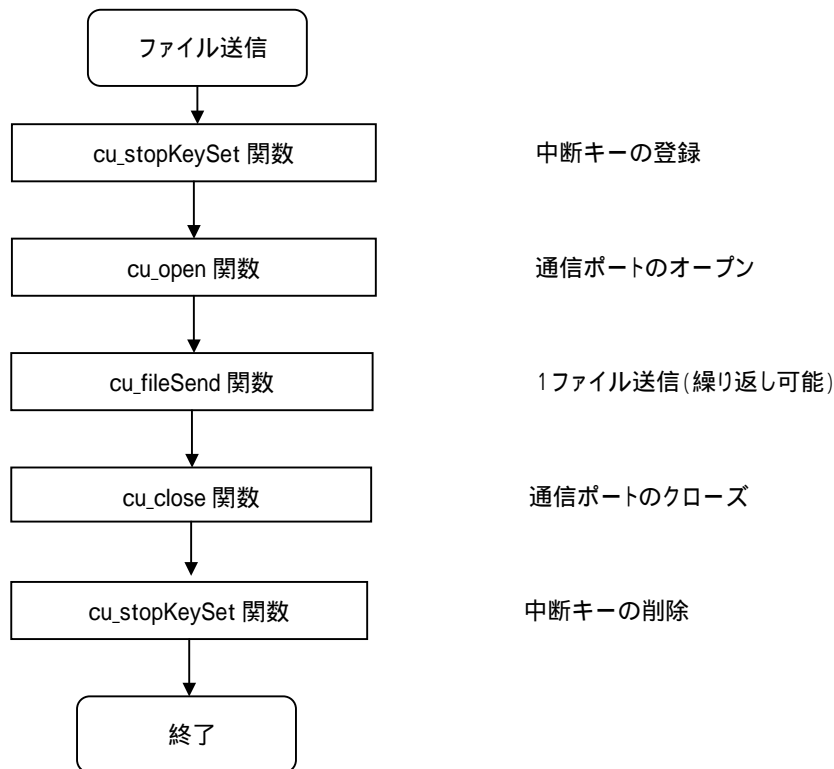 ファイル送信
cu_stopKeySet 関数 中断キーの登録
cu_open 関数 通信ポートのオープン
cu_fileSend 関数 1ファイル送信(繰り返し可能)
cu_close 関数 通信ポートのクローズ
cu_stopKeySet 関数 中断キーの削除
終了